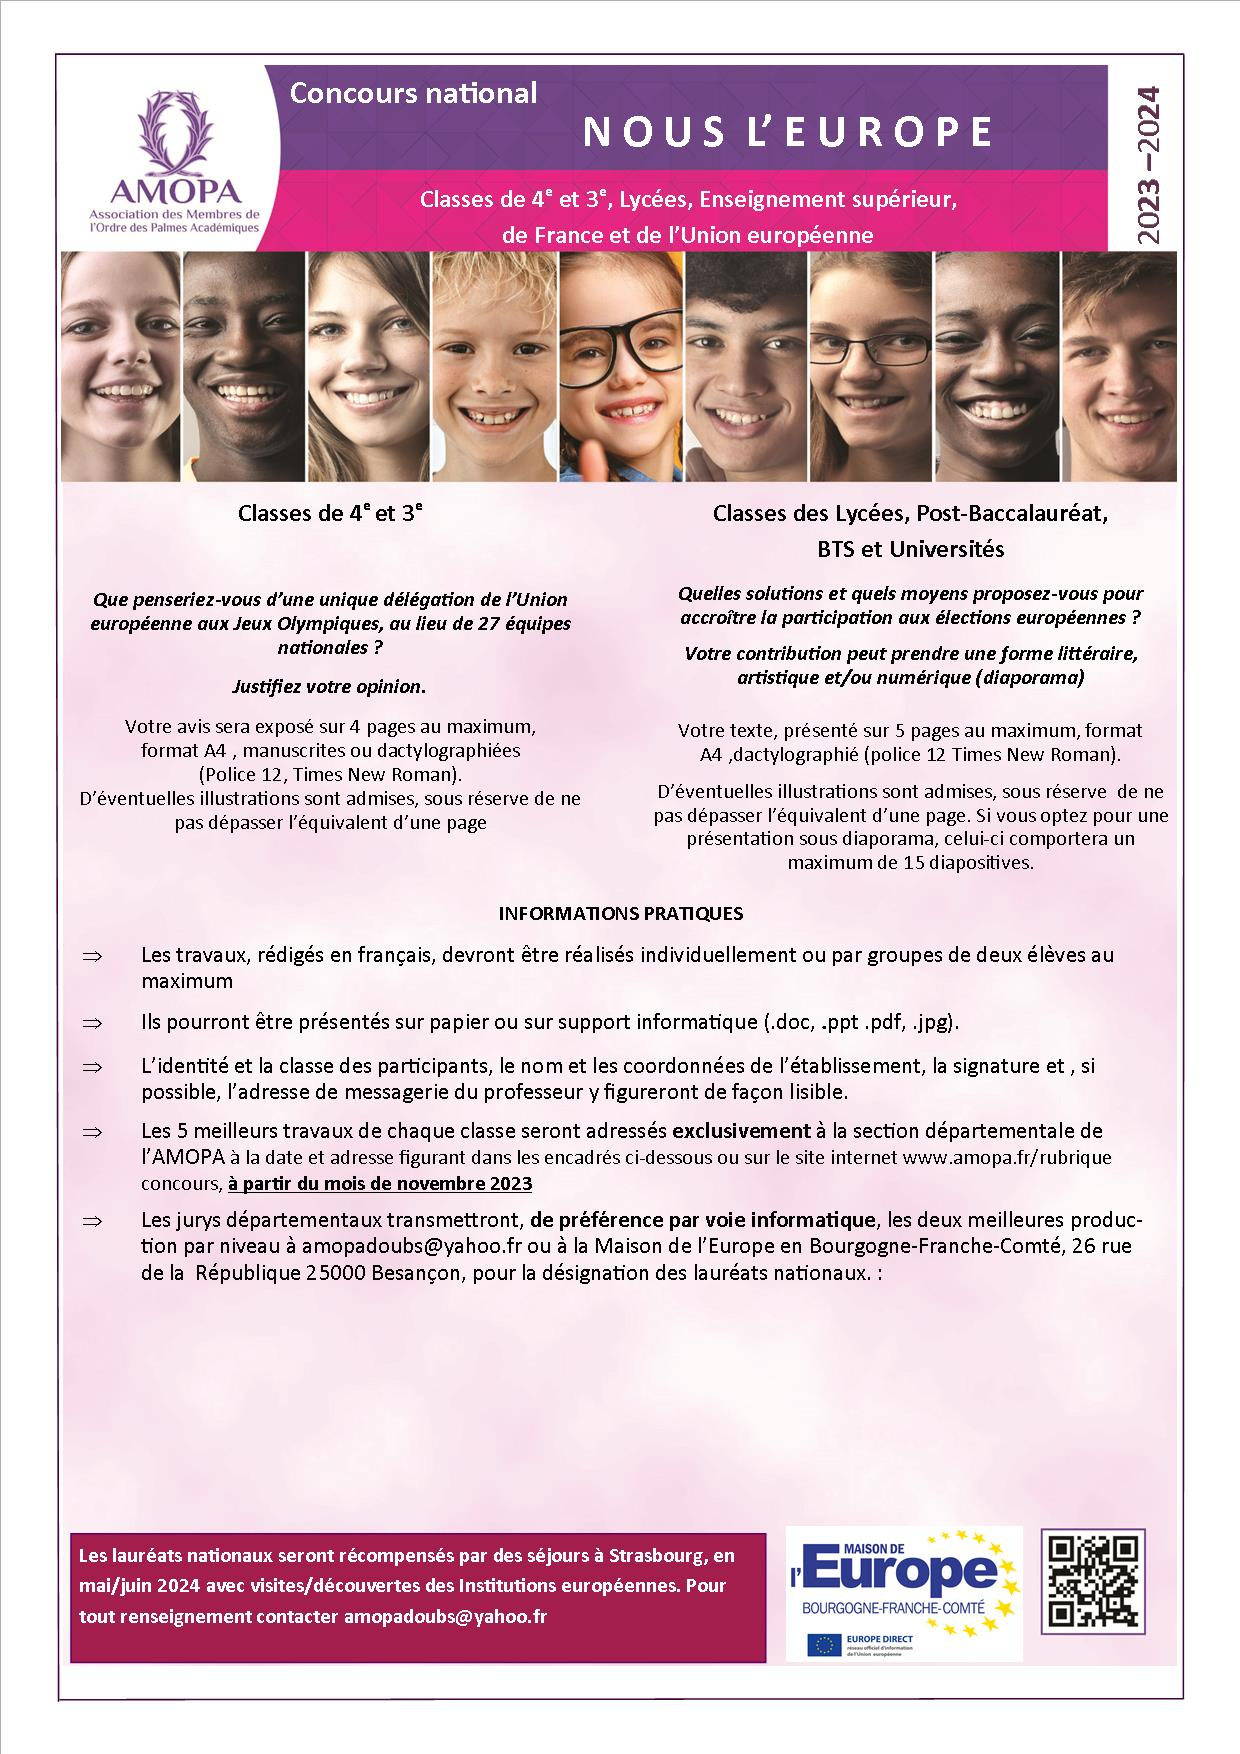 AMOPA
Association des Membres de
l'Ordre des Palmes Académiques
Concours national
NOUS L'EUROPE
2023 –2024
Classes de 4e et 3e, Lycées, Enseignement supérieur,
de France et de l'Union européenne
Classes de 4e et 3e
Que penseriez-vous d'une unique délégation de l'Union
européenne aux Jeux Olympiques, au lieu de 27 équipes
nationales ?
Justifiez votre opinion.
Votre avis sera exposé sur 4 pages au maximum,
format A4 , manuscrites ou dactylographiées
(Police 12, Times New Roman).
D'éventuelles illustrations sont admises, sous réserve de ne
pas dépasser l'équivalent d'une page
Classes des Lycées, Post-Baccalauréat,
BTS et Universités
Quelles solutions et quels moyens proposez-vous pour
accroître la participation aux élections européennes ?
Votre contribution peut prendre une forme littéraire,
artistique et/ou numérique (diaporama)
Votre texte, présenté sur 5 pages au maximum, format
A4 ,dactylographié (police 12 Times New Roman).
D'éventuelles illustrations sont admises, sous réserve  de ne
pas dépasser l'équivalent d'une page. Si vous optez pour une
présentation sous diaporama, celui-ci comportera un
maximum de 15 diapositives.
INFORMATIONS PRATIQUES
⇒ Les travaux, rédigés en français, devront être réalisés individuellement ou par groupes de deux élèves au
maximum
⇒ Ils pourront être présentés sur papier ou sur support informatique (.doc, .ppt .pdf, .jpg).
⇒ L'identité et la classe des participants, le nom et les coordonnées de l'établissement, la signature et , si
possible, l'adresse de messagerie du professeur y figureront de façon lisible.
⇒ Les 5 meilleurs travaux de chaque classe seront adressés exclusivement à la section départementale de
l'AMOPA à la date et adresse figurant dans les encadrés ci-dessous ou sur le site internet www.amopa.fr/rubrique
concours, à partir du mois de novembre 2023
⇒ Les jurys départementaux transmettront, de préférence par voie informatique, les deux meilleures produc-
tion par niveau à amopadoubs@yahoo.fr ou à la Maison de l'Europe en Bourgogne-Franche-Comté, 26 rue
de la  République 25000 Besançon, pour la désignation des lauréats nationaux. :
Les lauréats nationaux seront récompensés par des séjours à Strasbourg, en
mai/juin 2024 avec visites/découvertes des Institutions européennes. Pour
tout renseignement contacter amopadoubs@yahoo.fr
MAISON DE
l'Europe
BOURGOGNE-FRANCHE-COMTÉ
EUROPE DIRECT
réseau officiel d'information
de l'Union européenne